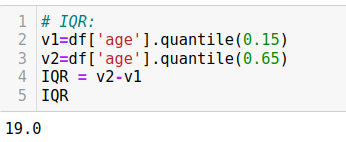 1 # IQR:
2 v1=df['age'].quantile(0.15)
3 v2=df['age'].quantile(0.65)
4 IQR = v2-v1
5 IQR
19.0